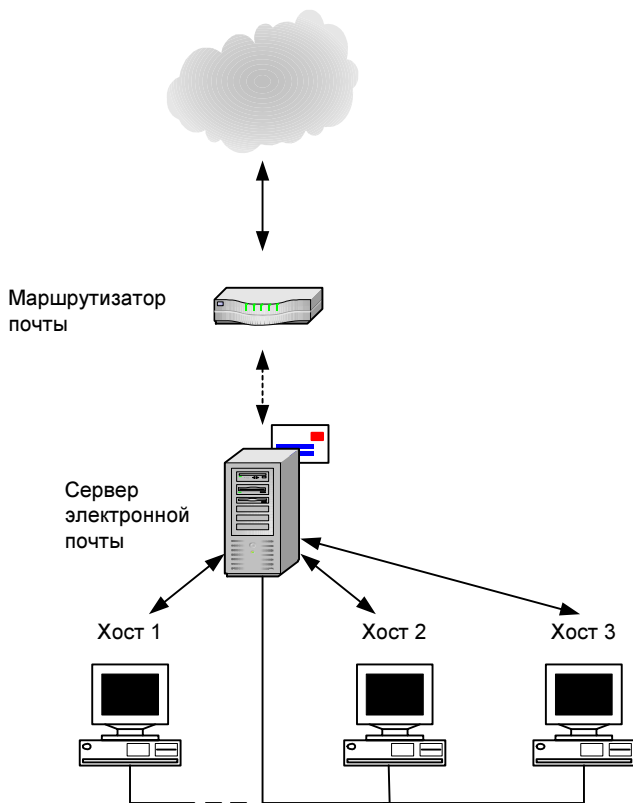 Маршрутизатор
почты
Сервер
электронной
почты
Хост 1
Хост 2
Хост 3